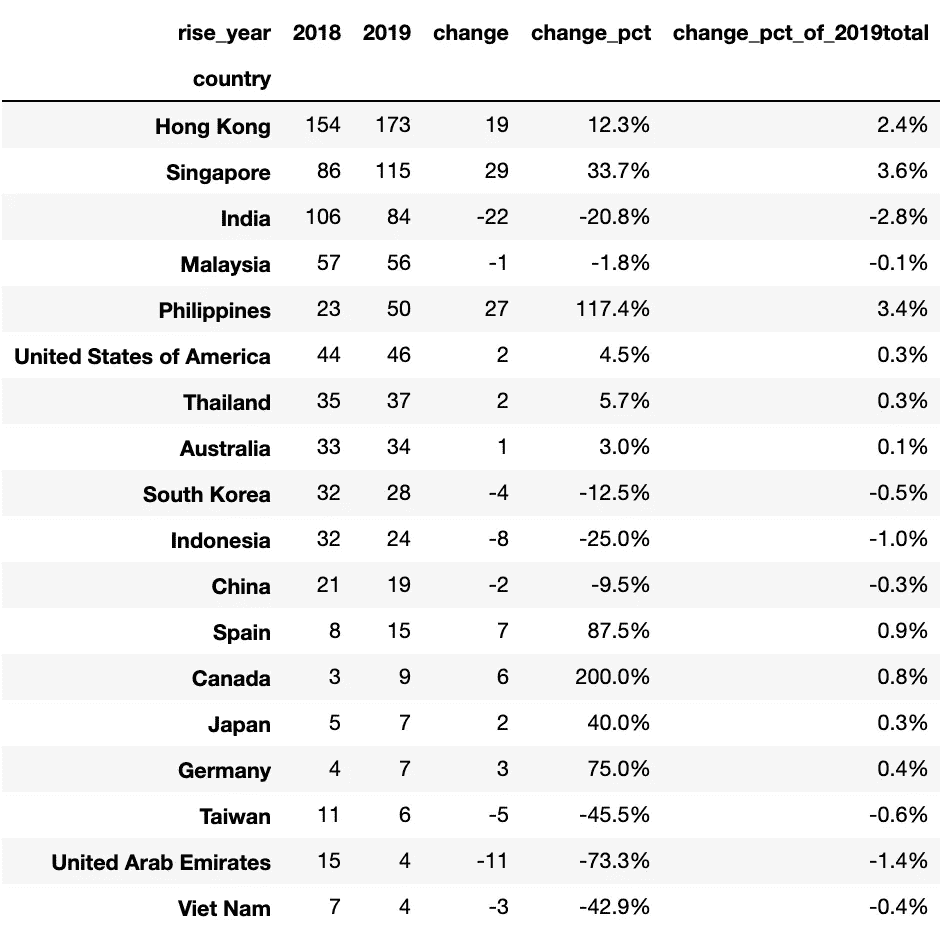 rise_year 2018 2019 change change_pct change_pct_of_2019total
country
Hong Kong 154 173 19 12.3% 2.4%
Singapore 86 115 29 33.7% 3.6%
India 106 84 -22 -20.8% -2.8%
Malaysia 57 56 -1 -1.8% -0.1%
Philippines 23 50 27 117.4% 3.4%
United States of America 44 46 2 4.5% 0.3%
Thailand 35 37 2 5.7% 0.3%
Australia 33 34 1 3.0% 0.1%
South Korea 32 28 -4 -12.5% -0.5%
Indonesia 32 24 -8 -25.0% -1.0%
China 21 19 -2 -9.5% -0.3%
Spain 8 15 7 87.5% 0.9%
Canada 3 9 6 200.0% 0.8%
Japan 5 7 2 40.0% 0.3%
Germany 4 7 3 75.0% 0.4%
Taiwan 11 6 -5 -45.5% -0.6%
United Arab Emirates 15 4 -11 -73.3% -1.4%
Viet Nam 7 4 -3 -42.9% -0.4%